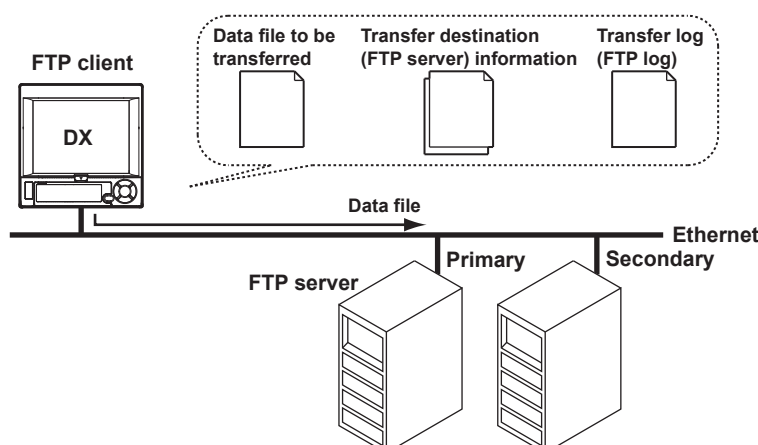 Data file to be
transferred
Transfer destination
(FTP server) information
Transfer log
(FTP log)
FTP client
DX
Data file
Ethernet
Primary
Secondary
FTP server